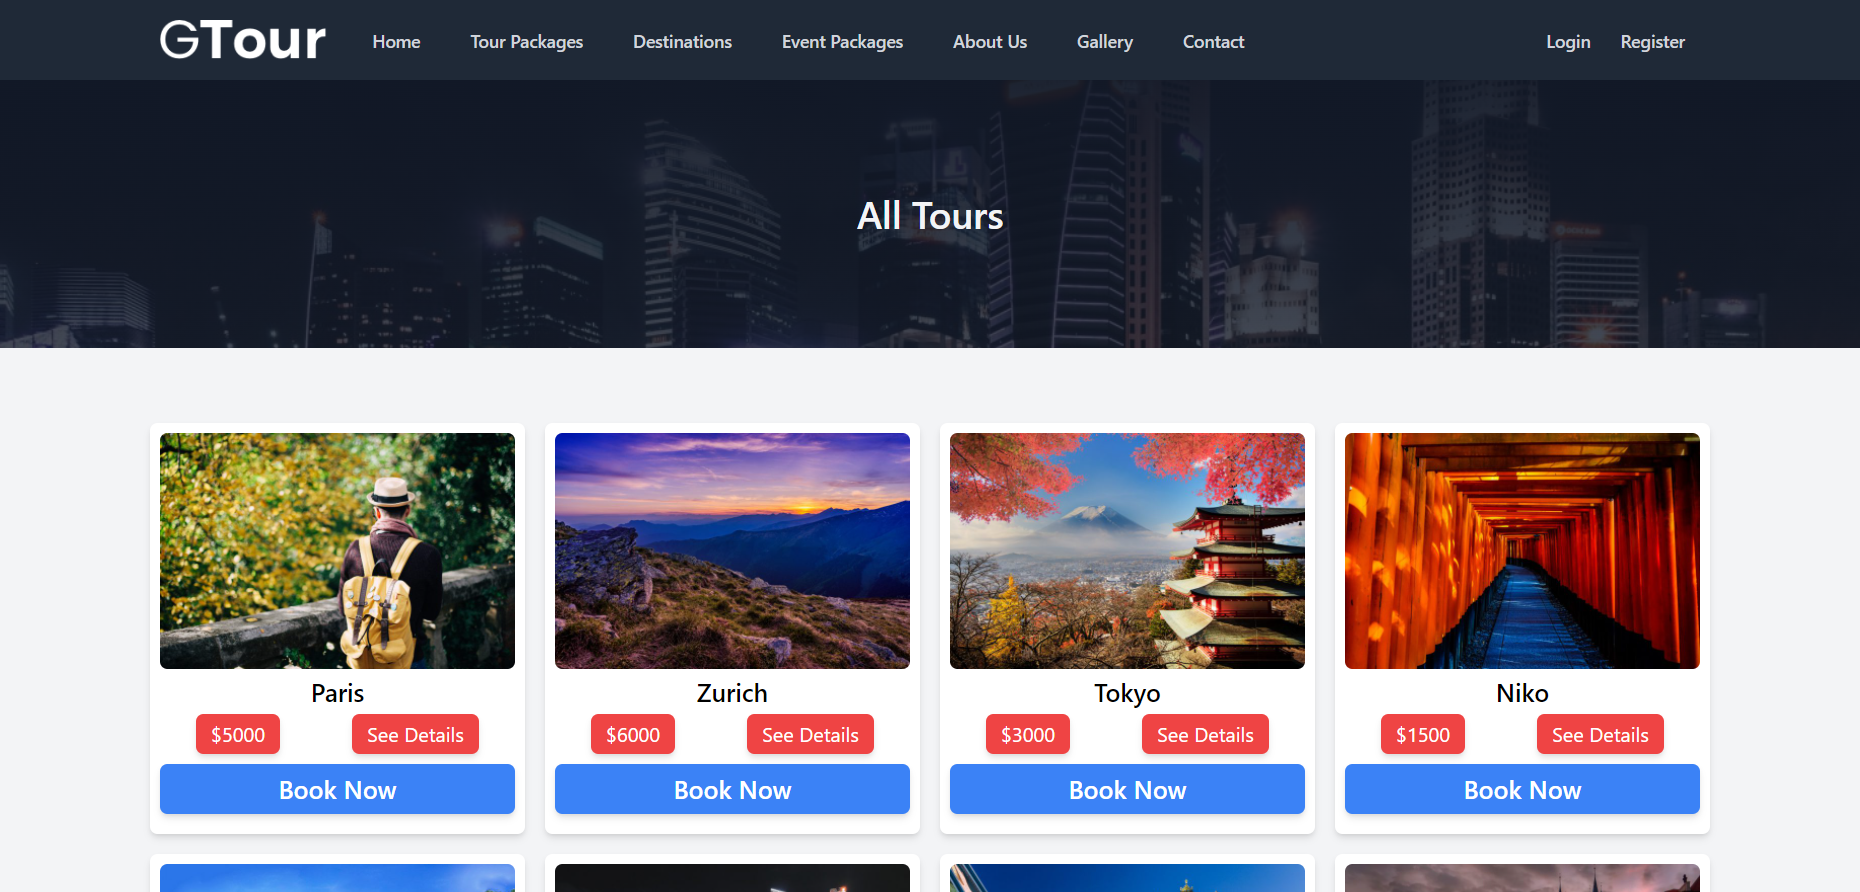 GTour Home Tour Packages Destinations Event Packages About Us Gallery Contact Login Register
All Tours
Paris Zurich Tokyo Niko
$5000 See Details $6000 See Details $3000 See Details $1500 See Details
Book Now Book Now Book Now Book Now